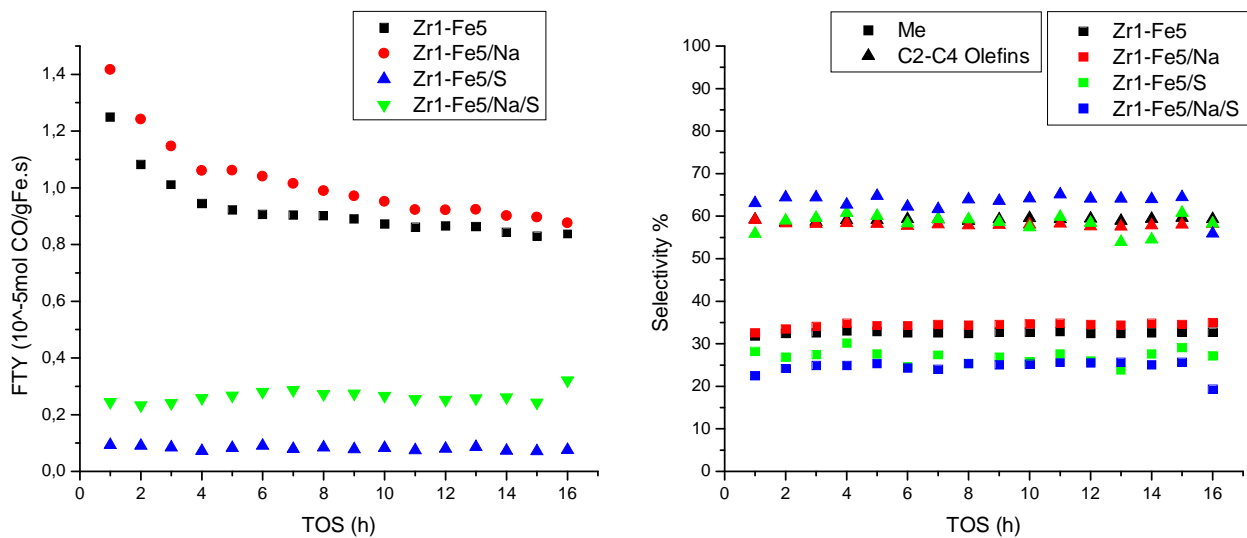 Zr1-Fe5
Zr1-Fe5/Na
Zr1-Fe5/S
Zr1-Fe5/Na/S
1,4
1,2
1,0
0,8
0,6
0,4
0,2
0,0
FTY (10^-5mol CO/gFe.s)
0 2 4 6 8 10 12 14 16
TOS (h)
Me
C2-C4 Olefins
Zr1-Fe5
Zr1-Fe5/Na
Zr1-Fe5/S
Zr1-Fe5/Na/S
100
90
80
70
60
50
40
30
20
10
0
Selectivity %
0 2 4 6 8 10 12 14 16
TOS (h)